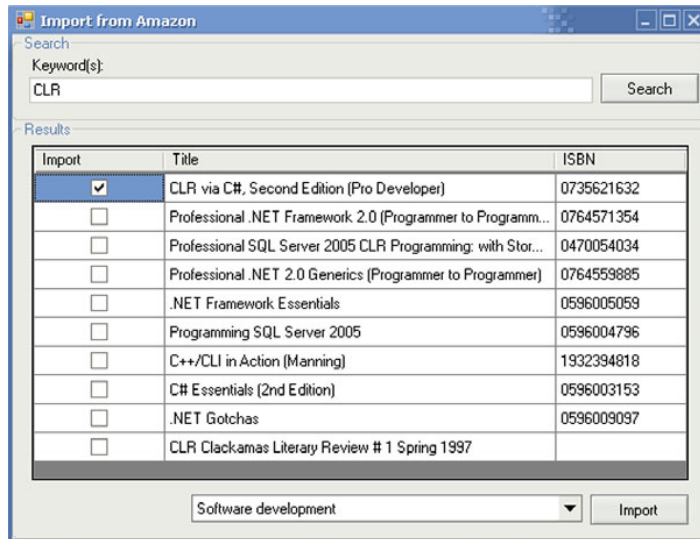 Import from Amazon
Search
Keyword(s):
CLR
Search
Results
Import Title ISBN
CLR via C#, Second Edition (Pro Developer) 0735621632
Professional .NET Framework 2.0 (Programmer to Programm... 0764571354
Professional SQL Server 2005 CLR Programming: with Stor... 0470054034
Professional .NET 2.0 Generics (Programmer to Programmer) 0764559885
.NET Framework Essentials 0596005059
Programming SQL Server 2005 0596004796
C++/CLI in Action (Manning) 1932394818
C# Essentials (2nd Edition) 0596003153
.NET Gotchas 0596009097
CLR Clackamas Literary Review # 1 Spring 1997
Software development
Import